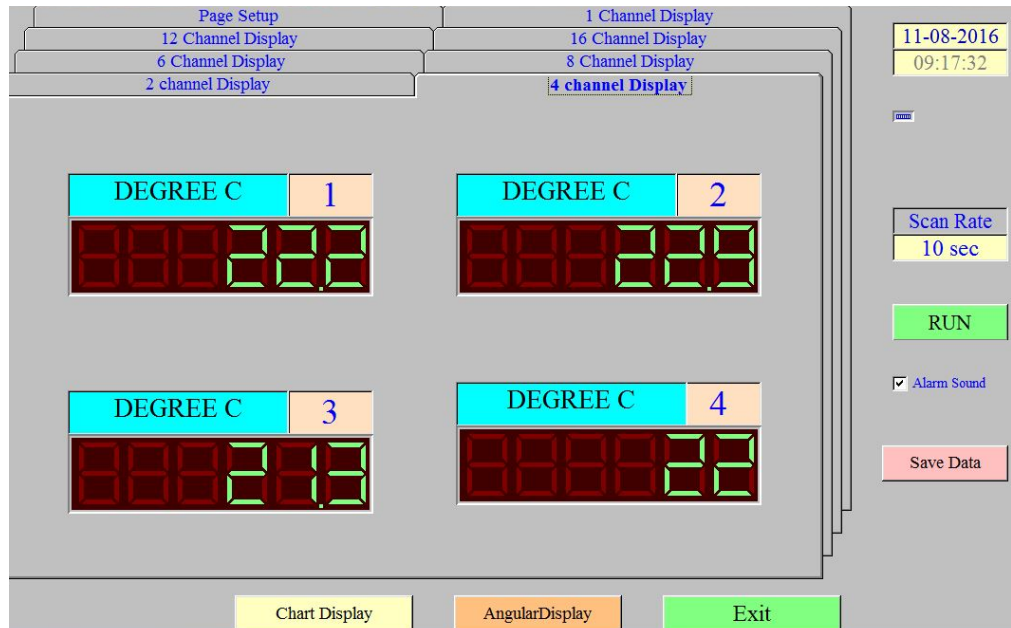 Page Setup
1 Channel Display
12 Channel Display
16 Channel Display
6 Channel Display
8 Channel Display
2 channel Display
4 channel Display
11-08-2016
09:17:32
DEGREE C 1
22.2
DEGREE C 2
22.9
DEGREE C 3
21.3
DEGREE C 4
22
Scan Rate
10 sec
RUN
Alarm Sound
Save Data
Chart Display
AngularDisplay
Exit